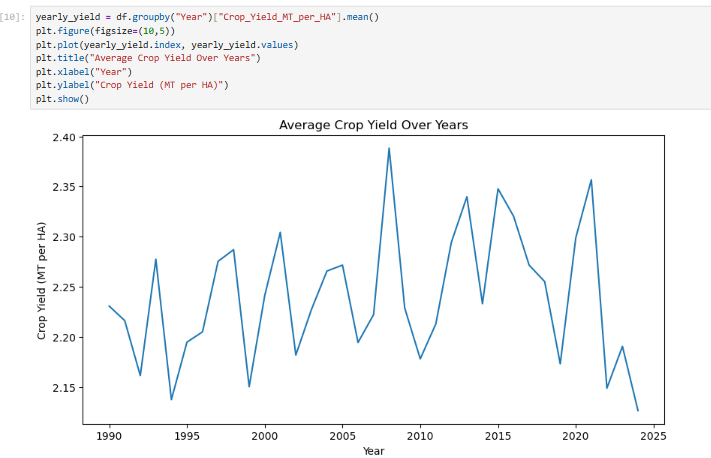 [10]:
yearly_yield = df.groupby("Year")["Crop_Yield_MT_per_HA"].mean()
plt.figure(figsize=(10,5))
plt.plot(yearly_yield.index, yearly_yield.values)
plt.title("Average Crop Yield Over Years")
plt.xlabel("Year")
plt.ylabel("Crop Yield (MT per HA)")
plt.show()
Average Crop Yield Over Years
Crop Yield (MT per HA)
2.40
2.35
2.30
2.25
2.20
2.15
1990 1995 2000 2005 2010 2015 2020 2025
Year